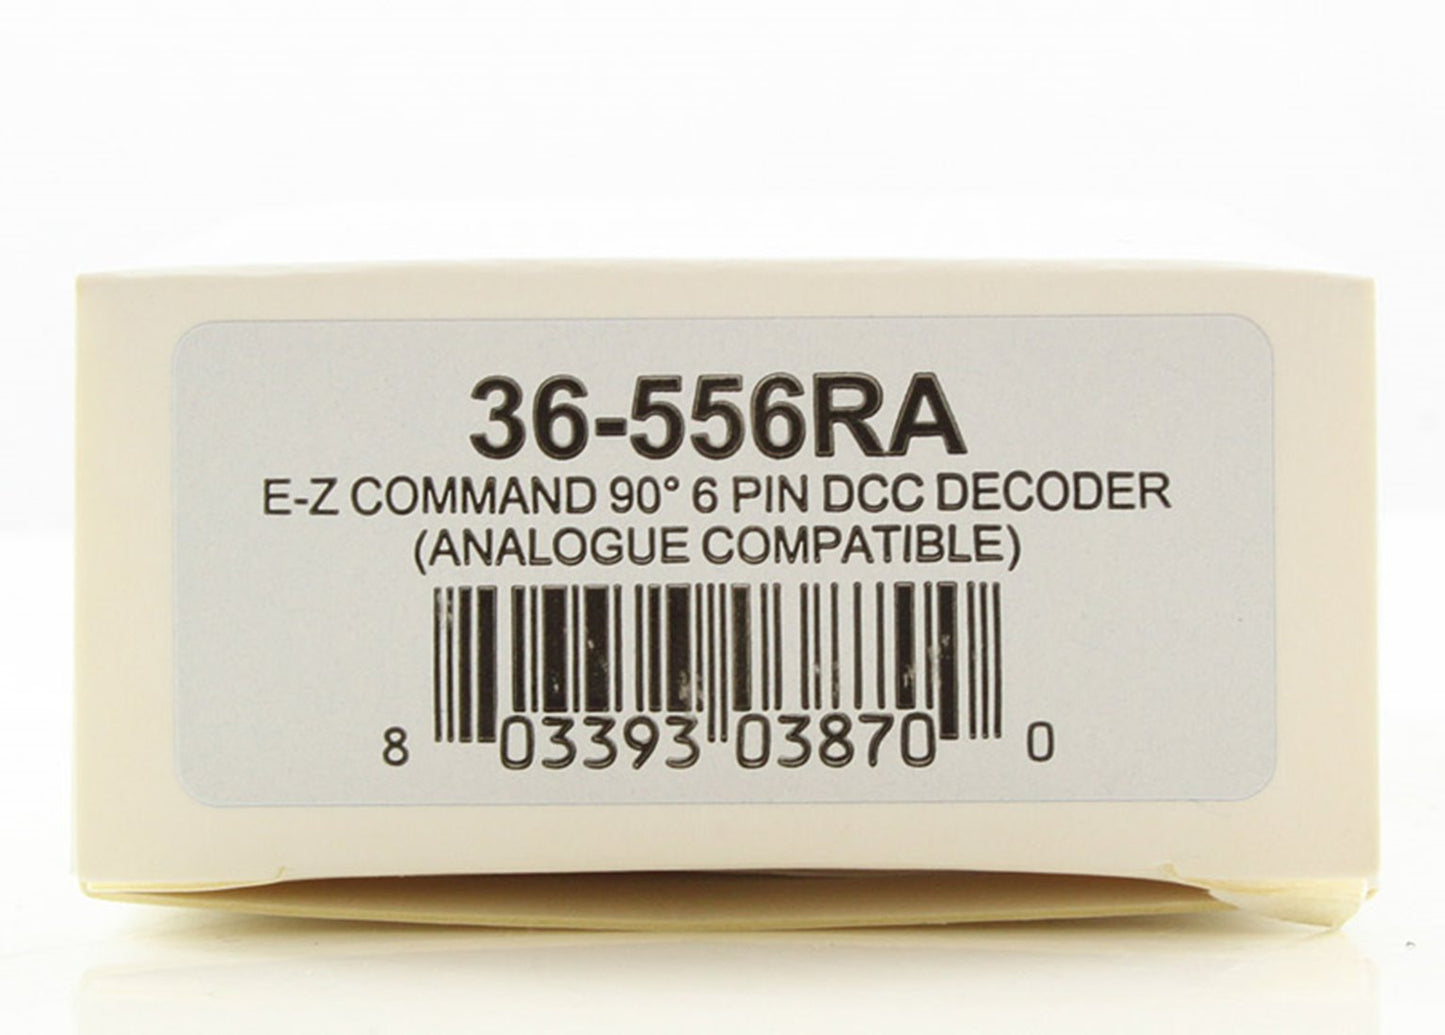 36-556RA
E-Z COMMAND 90° 6 PIN DCC DECODER
(ANALOGUE COMPATIBLE)
8 03393 03870 0